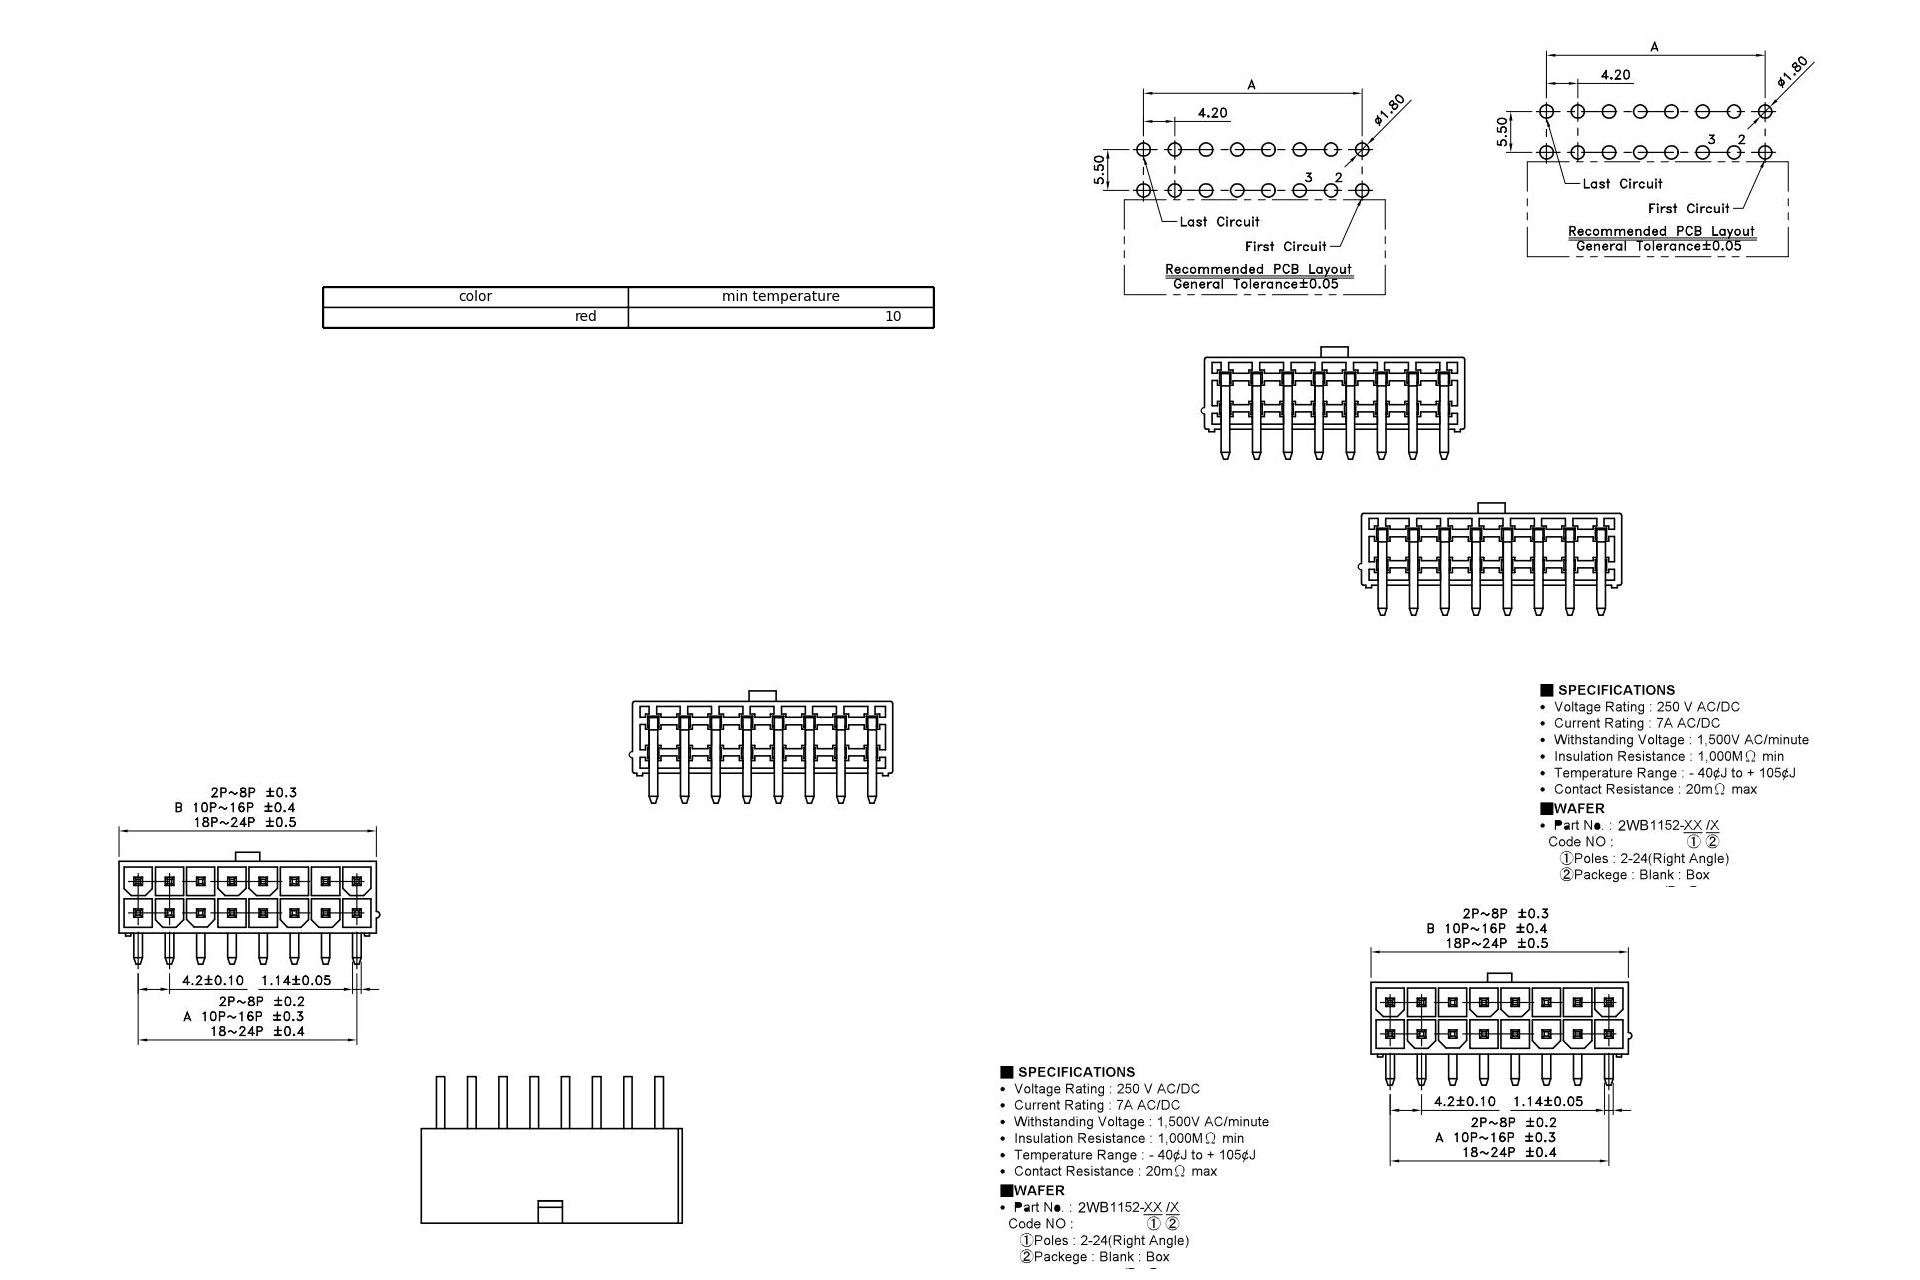 A
4.20
ø1.80
5.50
3 2
Last Circuit
First Circuit
Recommended PCB Layout
General Tolerance±0.05
A
4.20
ø1.80
5.50
3 2
Last Circuit
First Circuit
Recommended PCB Layout
General Tolerance±0.05
color min temperature
red 10
■ SPECIFICATIONS
• Voltage Rating : 250 V AC/DC
• Current Rating : 7A AC/DC
• Withstanding Voltage : 1,500V AC/minute
• Insulation Resistance : 1,000MΩ min
• Temperature Range : - 40¢J to + 105¢J
• Contact Resistance : 20mΩ max
■WAFER
• Part No. : 2WB1152-XX /X
Code NO : ① ②
①Poles : 2-24(Right Angle)
②Packege : Blank : Box
2P~8P ±0.3
B 10P~16P ±0.4
18P~24P ±0.5
4.2±0.10 1.14±0.05
2P~8P ±0.2
A 10P~16P ±0.3
18~24P ±0.4
2P~8P ±0.3
B 10P~16P ±0.4
18P~24P ±0.5
4.2±0.10 1.14±0.05
2P~8P ±0.2
A 10P~16P ±0.3
18~24P ±0.4
■ SPECIFICATIONS
• Voltage Rating : 250 V AC/DC
• Current Rating : 7A AC/DC
• Withstanding Voltage : 1,500V AC/minute
• Insulation Resistance : 1,000MΩ min
• Temperature Range : - 40¢J to + 105¢J
• Contact Resistance : 20mΩ max
■WAFER
• Part No. : 2WB1152-XX /X
Code NO : ① ②
①Poles : 2-24(Right Angle)
②Packege : Blank : Box